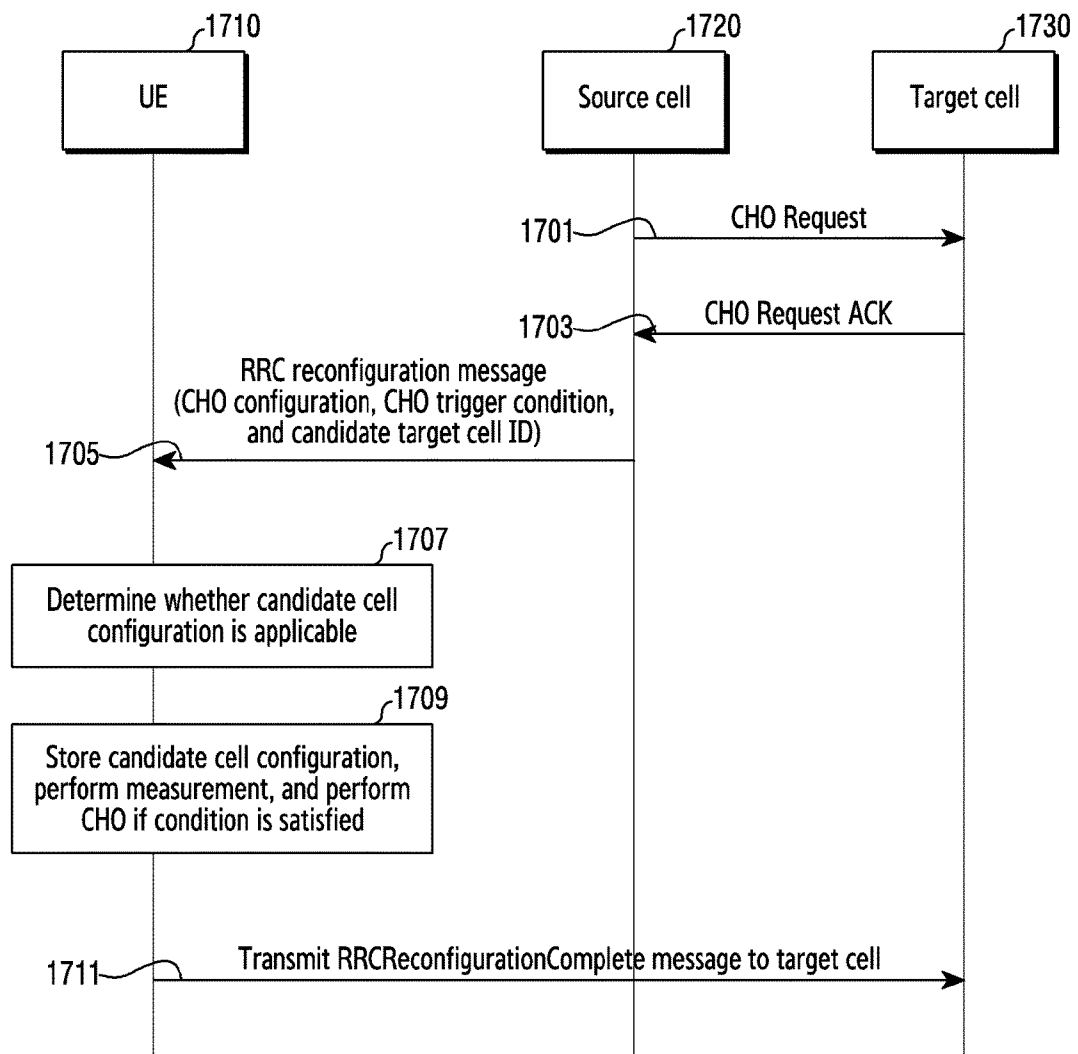 1710
1720
1730
UE
Source cell
Target cell
1701
CHO Request
1703
CHO Request ACK
RRC reconfiguration message
(CHO configuration, CHO trigger condition,
and candidate target cell ID)
1705
1707
Determine whether candidate cell
configuration is applicable
1709
Store candidate cell configuration,
perform measurement, and perform
CHO if condition is satisfied
Transmit RRCReconfigurationComplete message to target cell
1711